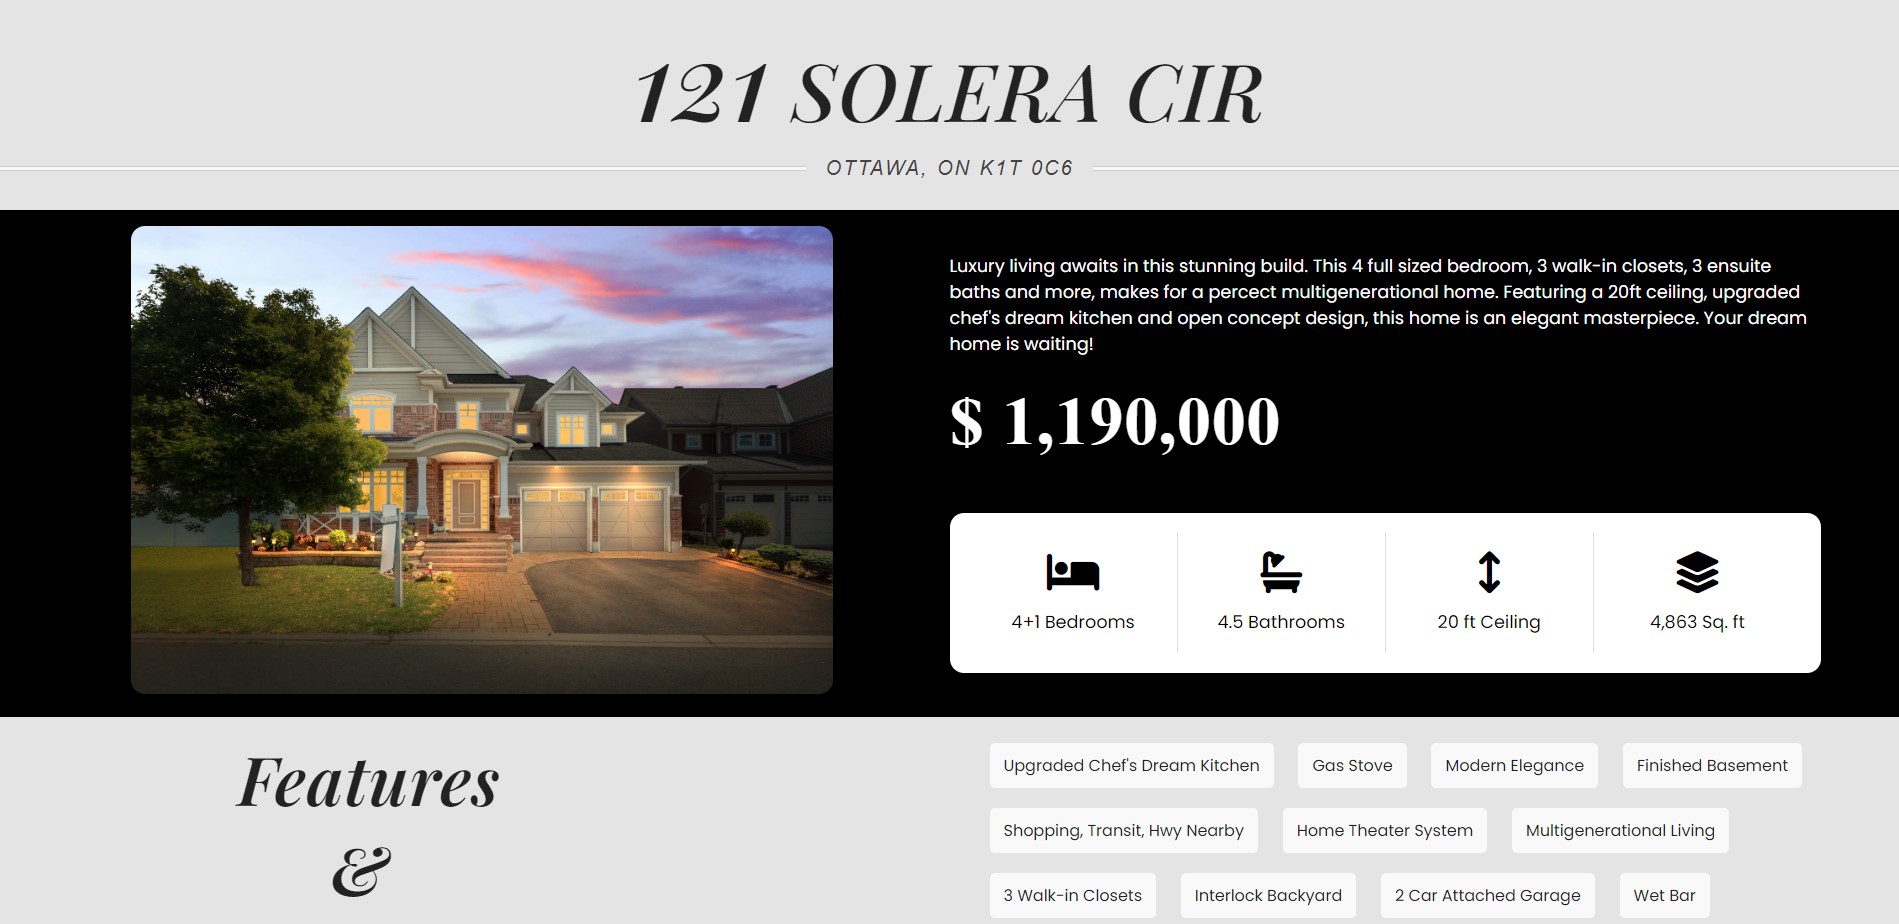 121 SOLERA CIR
OTTAWA, ON K1T 0C6
Luxury living awaits in this stunning build. This 4 full sized bedroom, 3 walk-in closets, 3 ensuite
baths and more, makes for a percect multigenerational home. Featuring a 20ft ceiling, upgraded
chef's dream kitchen and open concept design, this home is an elegant masterpiece. Your dream
home is waiting!
$ 1,190,000
4+1 Bedrooms
4.5 Bathrooms
20 ft Ceiling
4,863 Sq. ft
Features
&
Upgraded Chef's Dream Kitchen
Gas Stove
Modern Elegance
Finished Basement
Shopping, Transit, Hwy Nearby
Home Theater System
Multigenerational Living
3 Walk-in Closets
Interlock Backyard
2 Car Attached Garage
Wet Bar